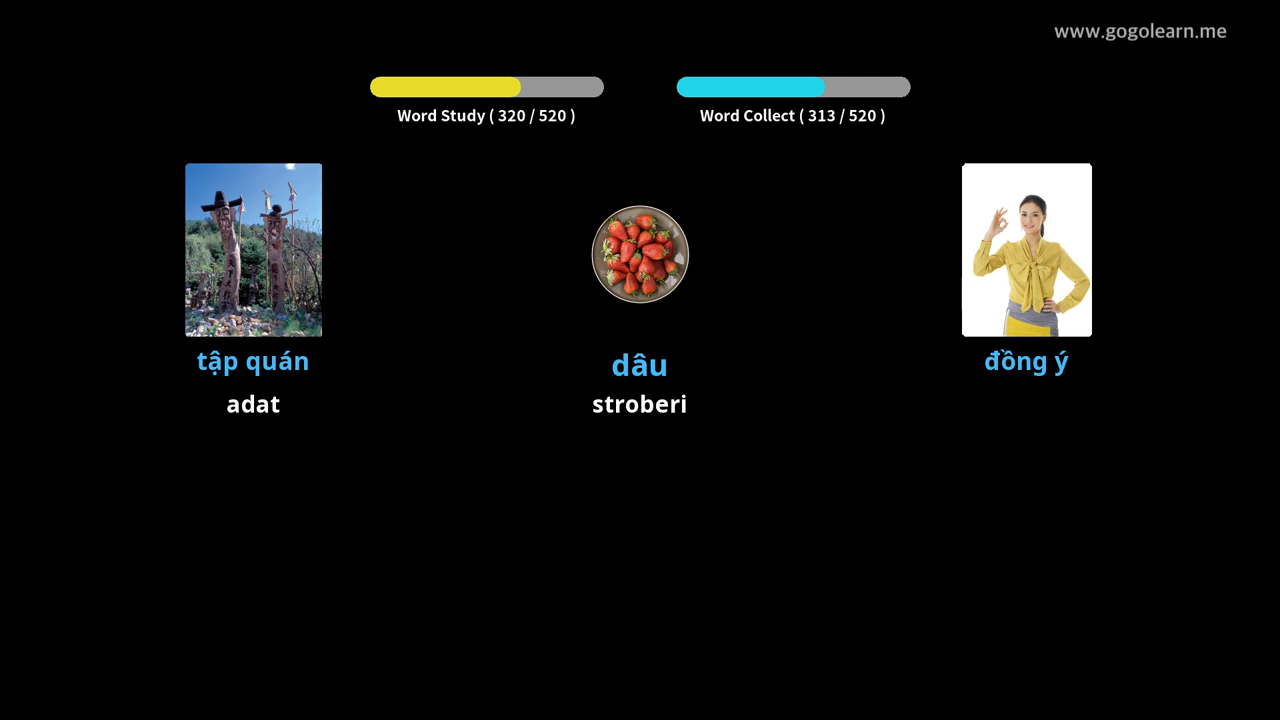 www.gogolearn.me
Word Study ( 320 / 520 )
Word Collect ( 313 / 520 )
tập quán
adat
dâu
stroberi
đồng ý